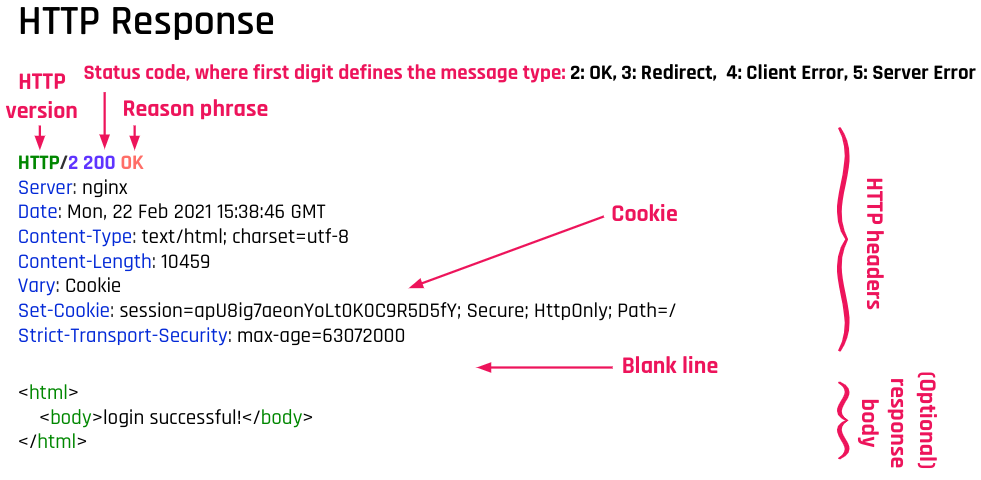 HTTP Response
Status code, where first digit defines the message type: 2: OK, 3: Redirect, 4: Client Error, 5: Server Error
HTTP
version
Reason phrase
HTTP/2 200 OK
Server: nginx
Date: Mon, 22 Feb 2021 15:38:46 GMT
Content-Type: text/html; charset=utf-8
Content-Length: 10459
Vary: Cookie
Set-Cookie: session=apU8ig7aeonYoLt0K0C9R5D5fY; Secure; HttpOnly; Path=/
Strict-Transport-Security: max-age=63072000
Cookie
HTTP headers
Blank line
<html>
<body>login successful!</body>
</html>
(Optional)
response
body